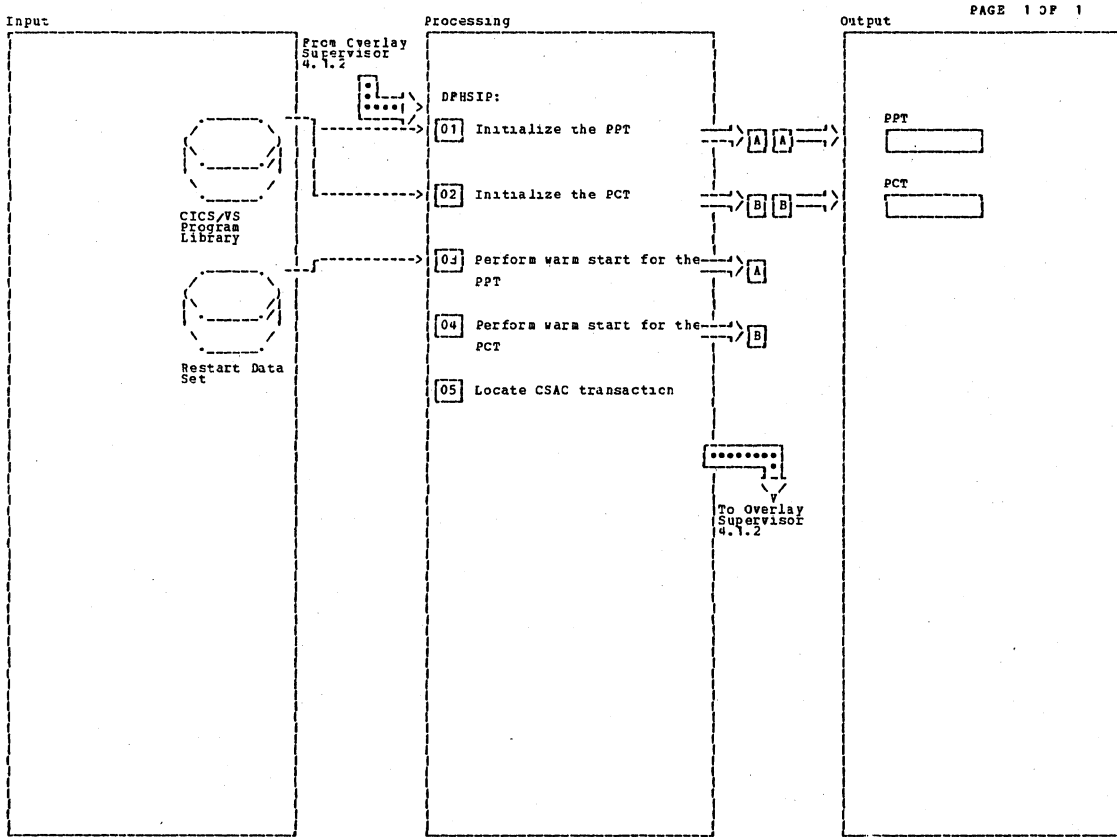 PAGE 1 OF 1
Input
Processing
Output
From Overlay
Supervisor
4.1.2
DFHSIP:
01 Initialize the PPT
A A
PPT
02 Initialize the PCT
B B
PCT
CICS/VS
Program
Library
03 Perform warm start for the
PPT
A
04 Perform warm start for the
PCT
B
Restart Data
Set
05 Locate CSAC transaction
To Overlay
Supervisor
4.1.2